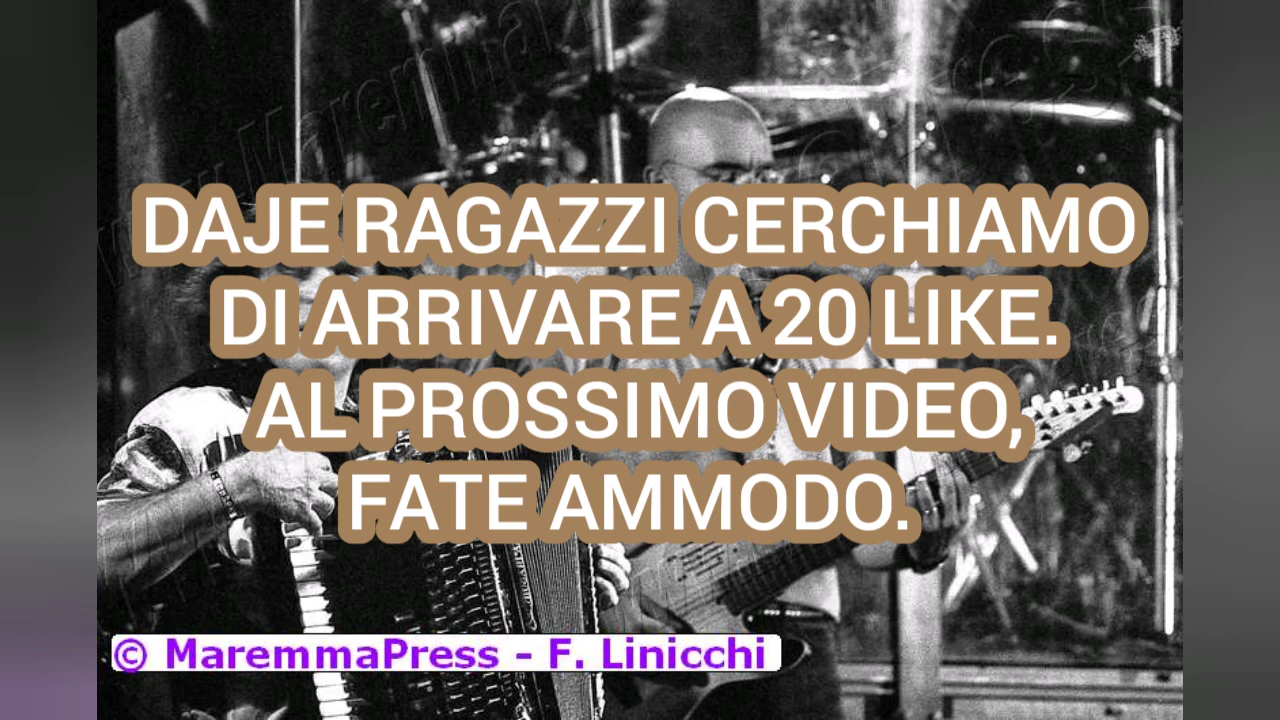 DAJE RAGAZZI CERCHIAMO
DI ARRIVARE A 20 LIKE.
AL PROSSIMO VIDEO,
FATE AMMODO.
© MaremmaPress - F. Linicchi